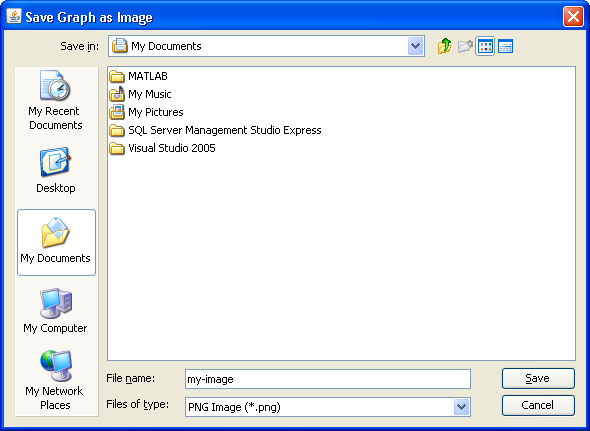 Save Graph as Image
Save in:
My Documents
My Recent
Documents
Desktop
My Documents
My Computer
My Network
Places
MATLAB
My Music
My Pictures
SQL Server Management Studio Express
Visual Studio 2005
File name:
my-image
Save
Files of type:
PNG Image (*.png)
Cancel